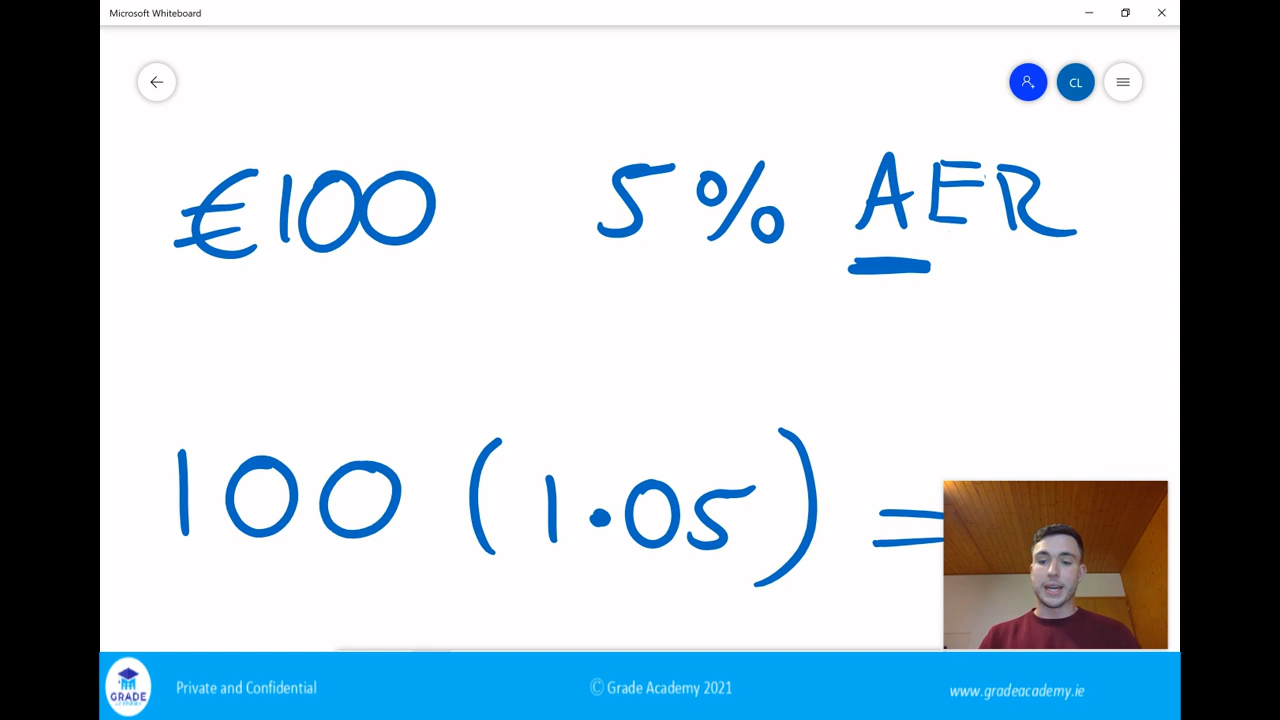 Microsoft Whiteboard
CL
€100 5% AER
100 (1.05) =
GRADE
Private and Confidential
© Grade Academy 2021
www.gradeacademy.ie